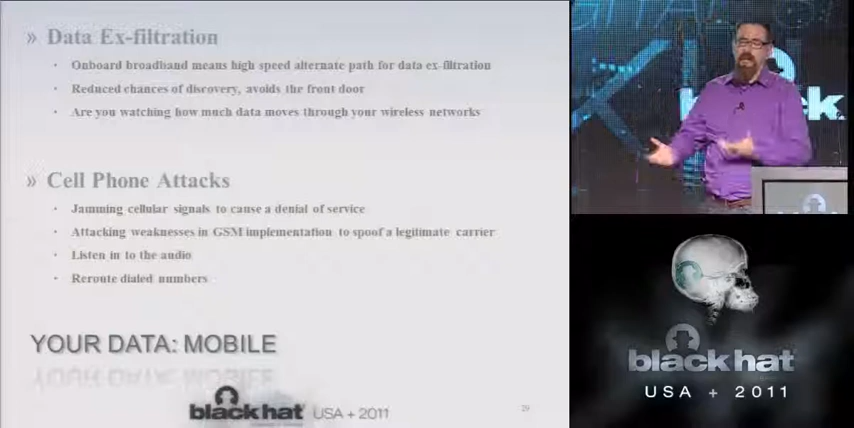 » Data Ex-filtration
· Onboard broadband means high speed alternate path for data ex-filtration
· Reduced chances of discovery, avoids the front door
· Are you watching how much data moves through your wireless networks
» Cell Phone Attacks
· Jamming cellular signals to cause a denial of service
· Attacking weaknesses in GSM implementation to spoof a legitimate carrier
· Listen in to the audio
· Reroute dialed numbers
YOUR DATA: MOBILE
black hat USA + 2011
29
black hat
USA + 2011